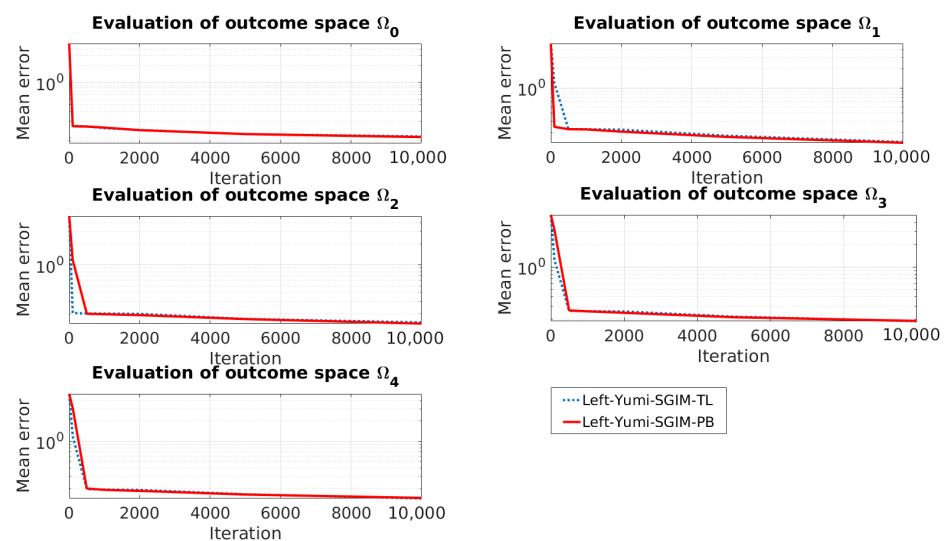 Evaluation of outcome space Ω0
Mean error
10^0
0 2000 4000 6000 8000 10,000
Iteration
Evaluation of outcome space Ω1
Mean error
10^0
0 2000 4000 6000 8000 10,000
Iteration
Evaluation of outcome space Ω2
Mean error
10^0
0 2000 4000 6000 8000 10,000
Iteration
Evaluation of outcome space Ω3
Mean error
10^0
0 2000 4000 6000 8000 10,000
Iteration
Evaluation of outcome space Ω4
Mean error
10^0
0 2000 4000 6000 8000 10,000
Iteration
Left-Yumi-SGIM-TL
Left-Yumi-SGIM-PB